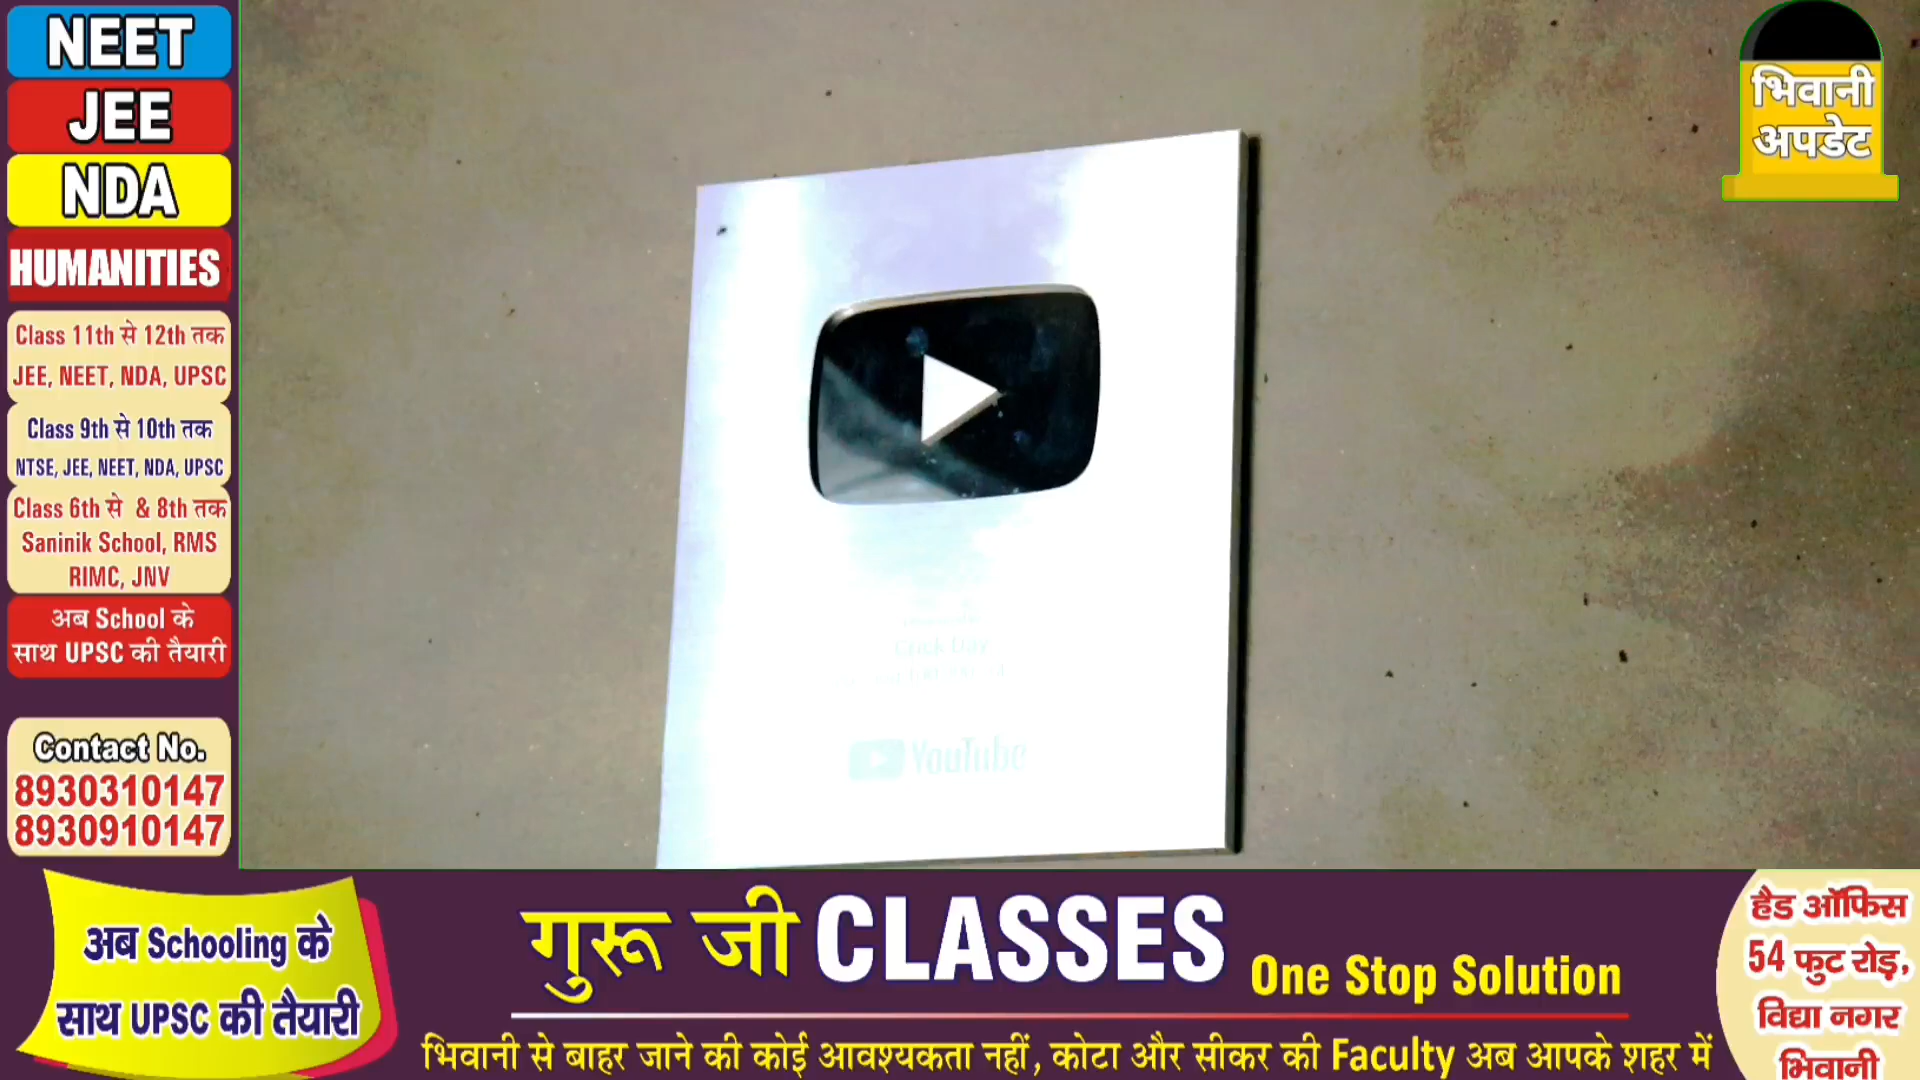 NEET
JEE
NDA
HUMANITIES
Class 11th से 12th तक
JEE, NEET, NDA, UPSC
Class 9th से 10th तक
NTSE, JEE, NEET, NDA, UPSC
Class 6th से & 8th तक
Saninik School, RMS
RIMC, JNV
अब School के
साथ UPSC की तैयारी
Contact No.
8930310147
8930910147
भिवानी
अपडेट
Crick Day
YouTube
अब Schooling के
साथ UPSC की तैयारी
गुरू जी CLASSES One Stop Solution
भिवानी से बाहर जाने की कोई आवश्यकता नहीं, कोटा और सीकर की Faculty अब आपके शहर में
हैड ऑफिस
54 फुट रोड़,
विद्या नगर
भिवानी